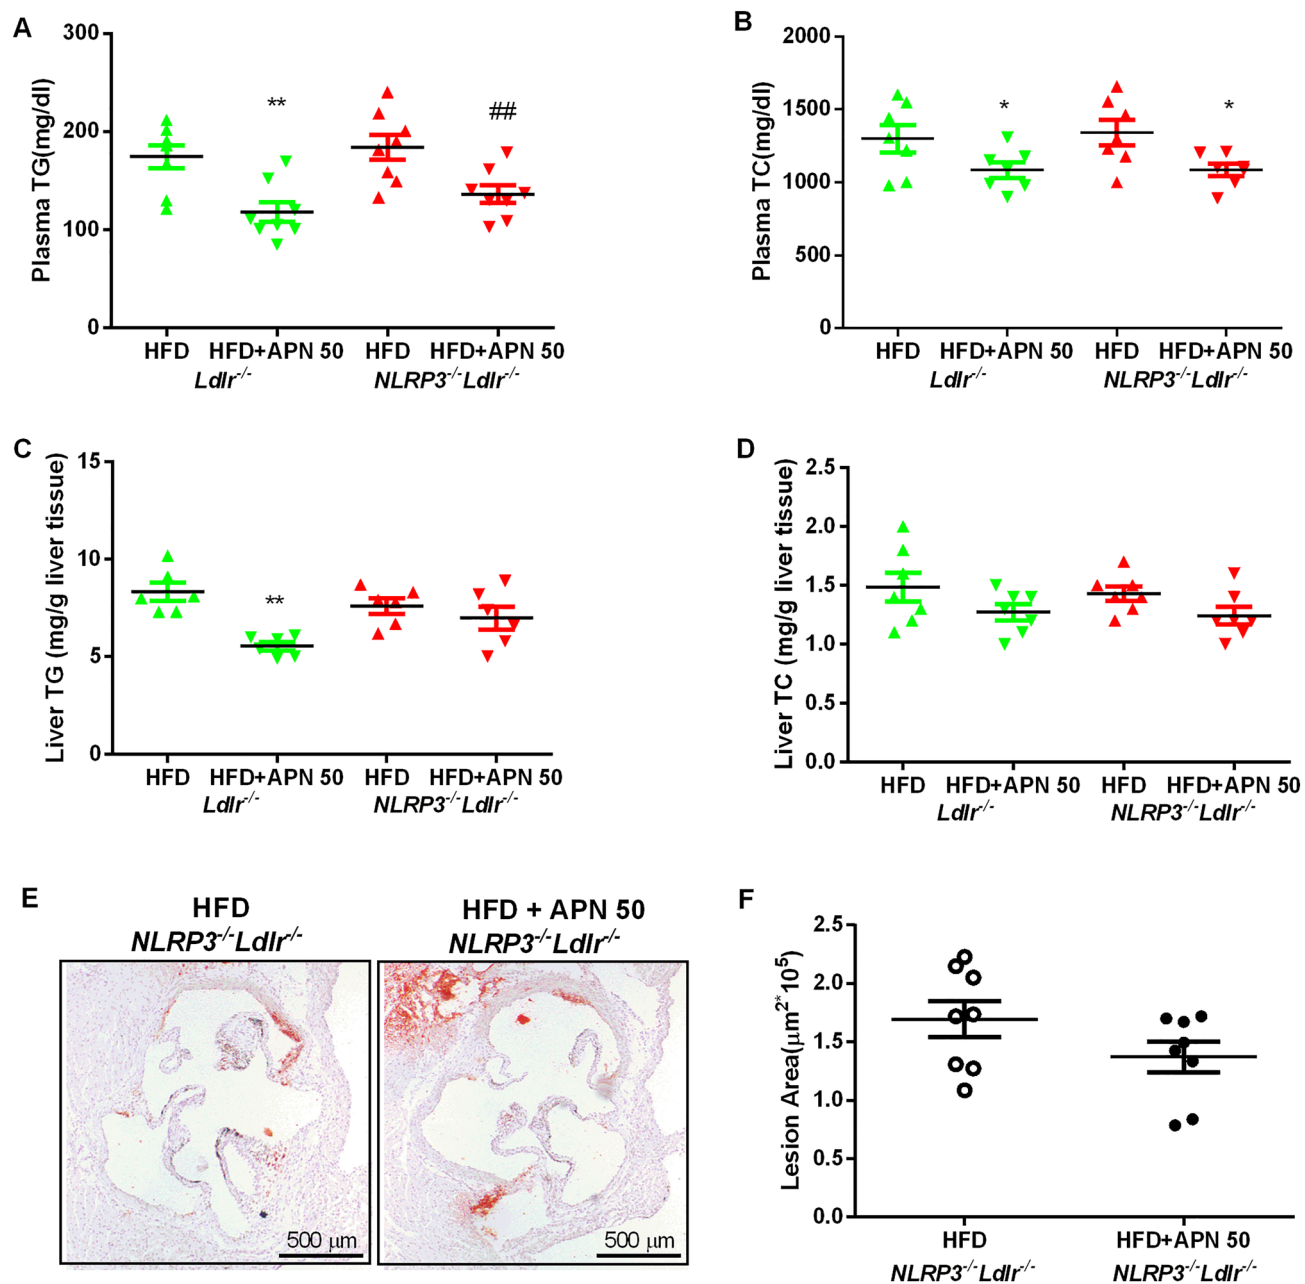 A
Plasma TG(mg/dl)
300
200
100
0
**
##
HFD HFD+APN 50 HFD HFD+APN 50
Ldlr-/- NLRP3-/-Ldlr-/-
B
Plasma TC(mg/dl)
2000
1500
1000
500
0
* *
HFD HFD+APN 50 HFD HFD+APN 50
Ldlr-/- NLRP3-/-Ldlr-/-
C
Liver TG (mg/g liver tissue)
15
10
5
0
**
HFD HFD+APN 50 HFD HFD+APN 50
Ldlr-/- NLRP3-/-Ldlr-/-
D
Liver TC (mg/g liver tissue)
2.5
2.0
1.5
1.0
0.5
0.0
HFD HFD+APN 50 HFD HFD+APN 50
Ldlr-/- NLRP3-/-Ldlr-/-
E
HFD
NLRP3-/-Ldlr-/-
500 μm
HFD + APN 50
NLRP3-/-Ldlr-/-
500 μm
F
Lesion Area(μm2*105)
2.5
2.0
1.5
1.0
0.5
0.0
HFD HFD+APN 50
NLRP3-/-Ldlr-/- NLRP3-/-Ldlr-/-